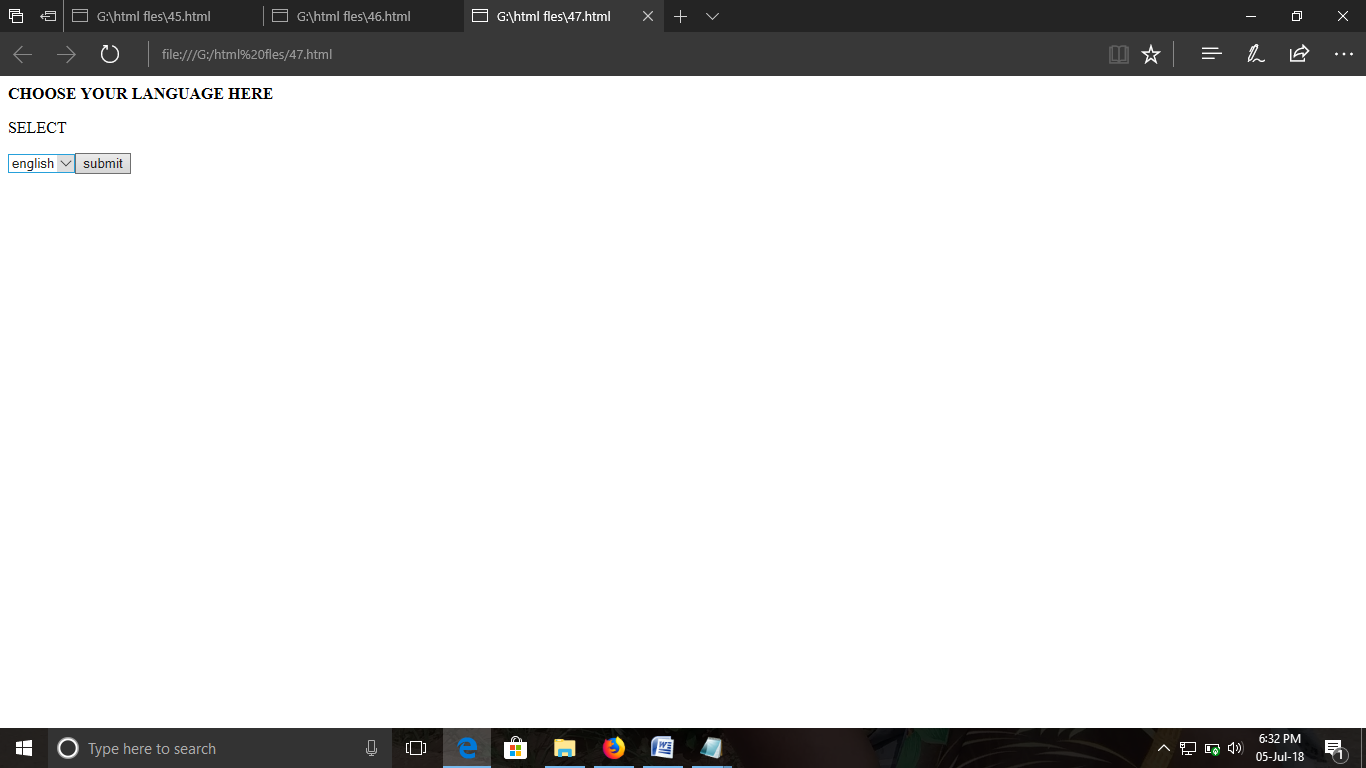 G:\html fles\45.html
G:\html fles\46.html
G:\html fles\47.html
file:///G:/html%20fles/47.html
CHOOSE YOUR LANGUAGE HERE
SELECT
english submit
Type here to search
6:32 PM
05-Jul-18
1